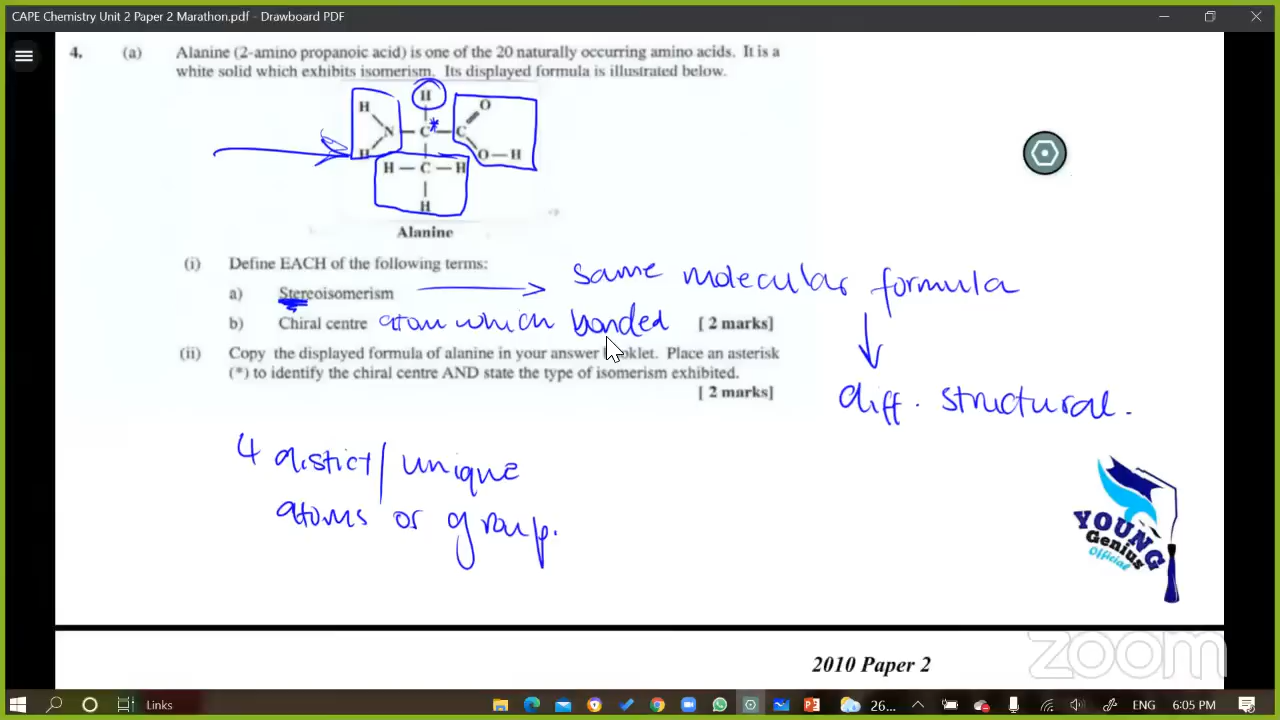 CAPE Chemistry Unit 2 Paper 2 Marathon.pdf - Drawboard PDF
4. (a) Alanine (2-amino propanoic acid) is one of the 20 naturally occurring amino acids. It is a
white solid which exhibits isomerism. Its displayed formula is illustrated below.
H H O
N — C * — C
H O — H
H — C — H
H
Alanine
(i) Define EACH of the following terms:
a) Stereoisomerism same molecular formula
b) Chiral centre atom which bonded [ 2 marks]
(ii) Copy the displayed formula of alanine in your answer booklet. Place an asterisk
(*) to identify the chiral centre AND state the type of isomerism exhibited.
[ 2 marks]
diff. structural.
4 distict/unique
atoms or group.
YOUNG
Genius
Official
2010 Paper 2
zoom
Links
26...
ENG
6:05 PM